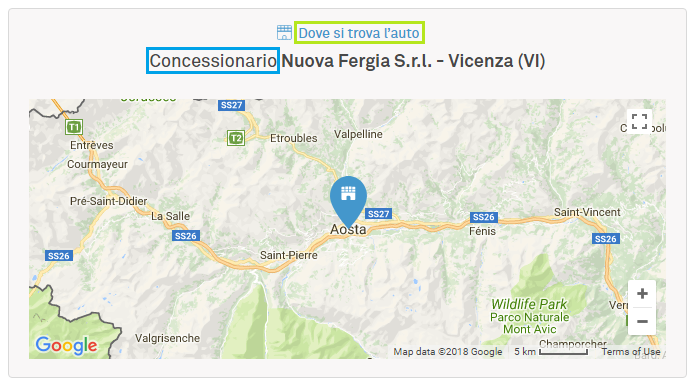 Dove si trova l'auto
Concessionario Nuova Fergia S.r.l. - Vicenza (VI)
SS27
T1
T2
Valpelline
Etroubles
Entrèves
Courmayeur
Pré-Saint-Didier
La Salle
SS27
SS26
Saint-Vincent
Aosta
Fénis
SS26
SS26
SS26
Saint-Pierre
Wildlife Park
Parco Naturale
Mont Avic
+
−
Valgrisenche
Champorcher
Google
Map data ©2018 Google
5 km
Terms of Use